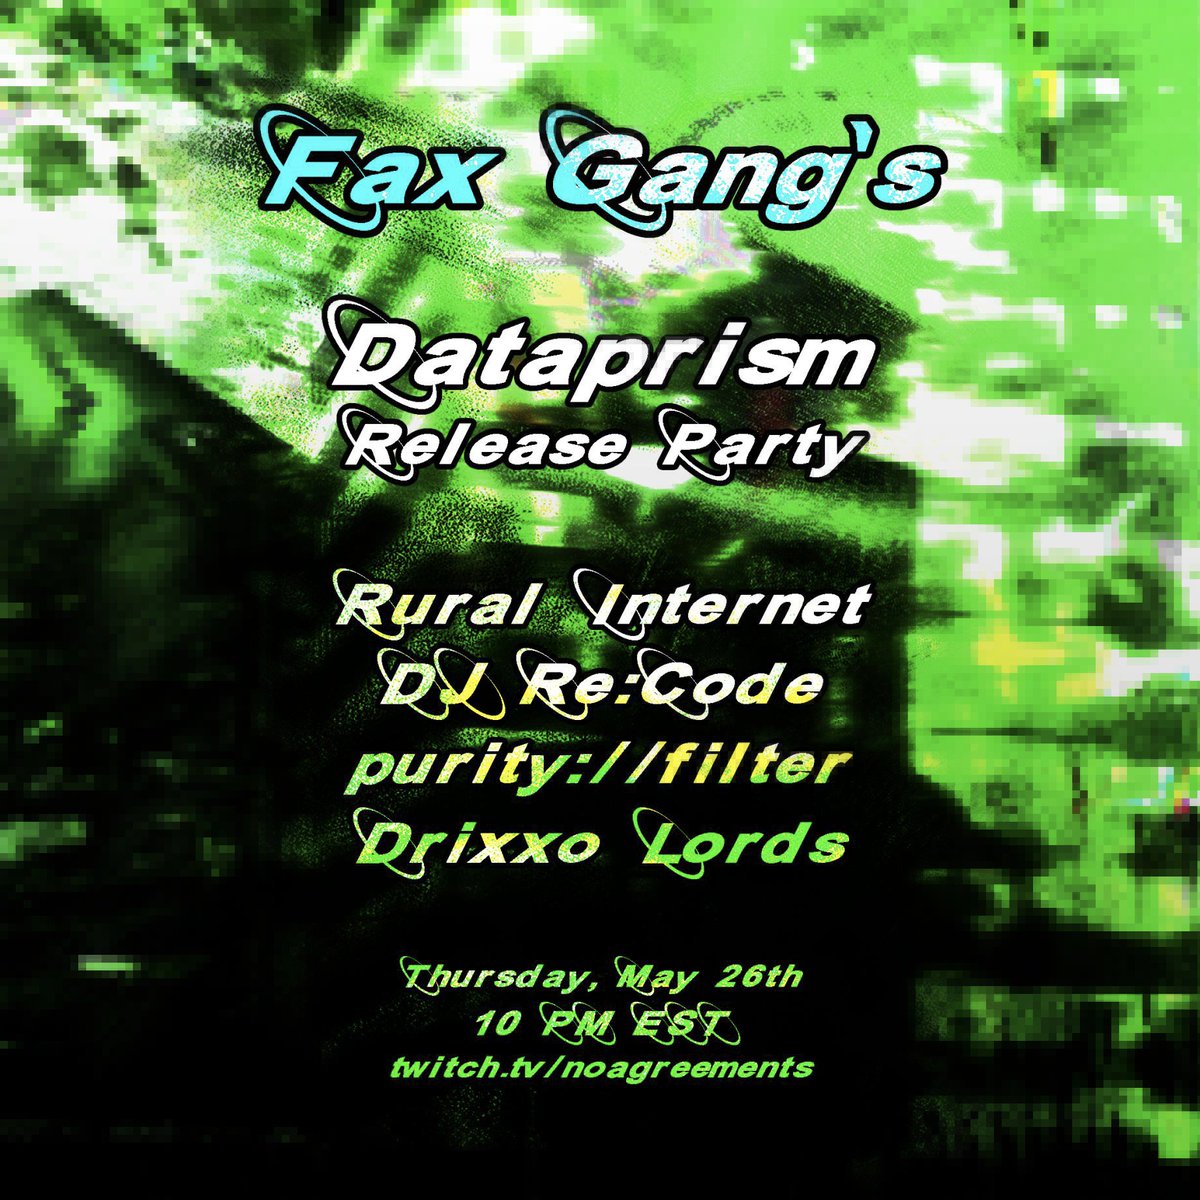 Fax Gang's
Dataprism
Release Party
Rural Internet
DJ Re:Code
purity://filter
Drixxo Lords
Thursday, May 26th
10 PM EST
twitch.tv/noagreements